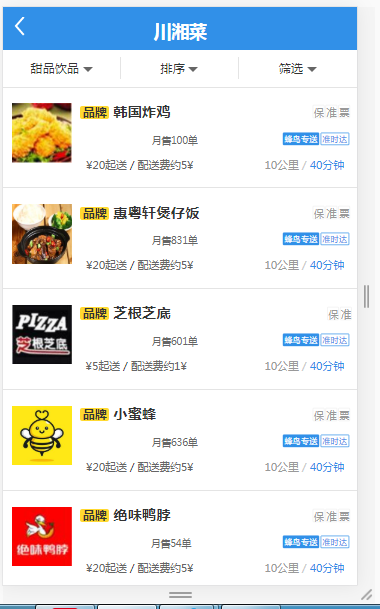 川湘菜
甜品饮品 排序 筛选
品牌 韩国炸鸡 保准票
月售100单 蜂鸟专送 准时达
¥20起送 / 配送费约5¥ 10公里 / 40分钟
品牌 惠粤轩煲仔饭 保准票
月售831单 蜂鸟专送 准时达
¥20起送 / 配送费约5¥ 10公里 / 40分钟
PIZZA
芝根芝底
品牌 芝根芝底 保准
月售601单 蜂鸟专送 准时达
¥5起送 / 配送费约1¥ 10公里 / 40分钟
品牌 小蜜蜂 保准票
月售636单 蜂鸟专送 准时达
¥20起送 / 配送费约5¥ 10公里 / 40分钟
绝味鸭脖
品牌 绝味鸭脖 保准票
月售54单 蜂鸟专送 准时达
¥20起送 / 配送费约5¥ 10公里 / 40分钟